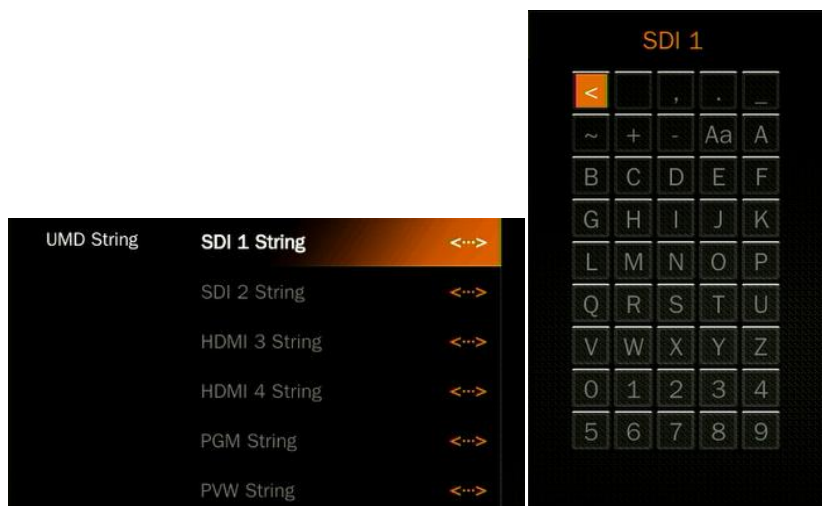 UMD String SDI 1 String <···>
SDI 2 String <···>
HDMI 3 String <···>
HDMI 4 String <···>
PGM String <···>
PVW String <···>
SDI 1
< , . _
~ + - Aa A
B C D E F
G H I J K
L M N O P
Q R S T U
V W X Y Z
0 1 2 3 4
5 6 7 8 9